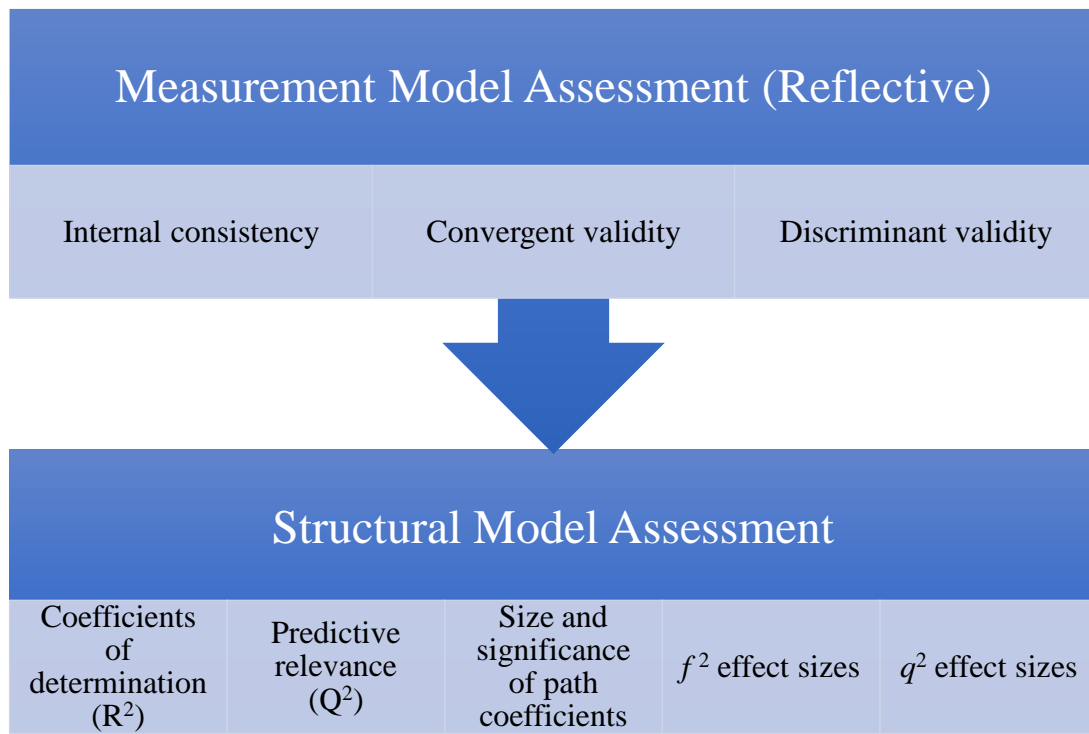 Measurement Model Assessment (Reflective)
Internal consistency
Convergent validity
Discriminant validity
Structural Model Assessment
Coefficients
of
determination
(R²)
Predictive
relevance
(Q²)
Size and
significance
of path
coefficients
f ² effect sizes
q² effect sizes